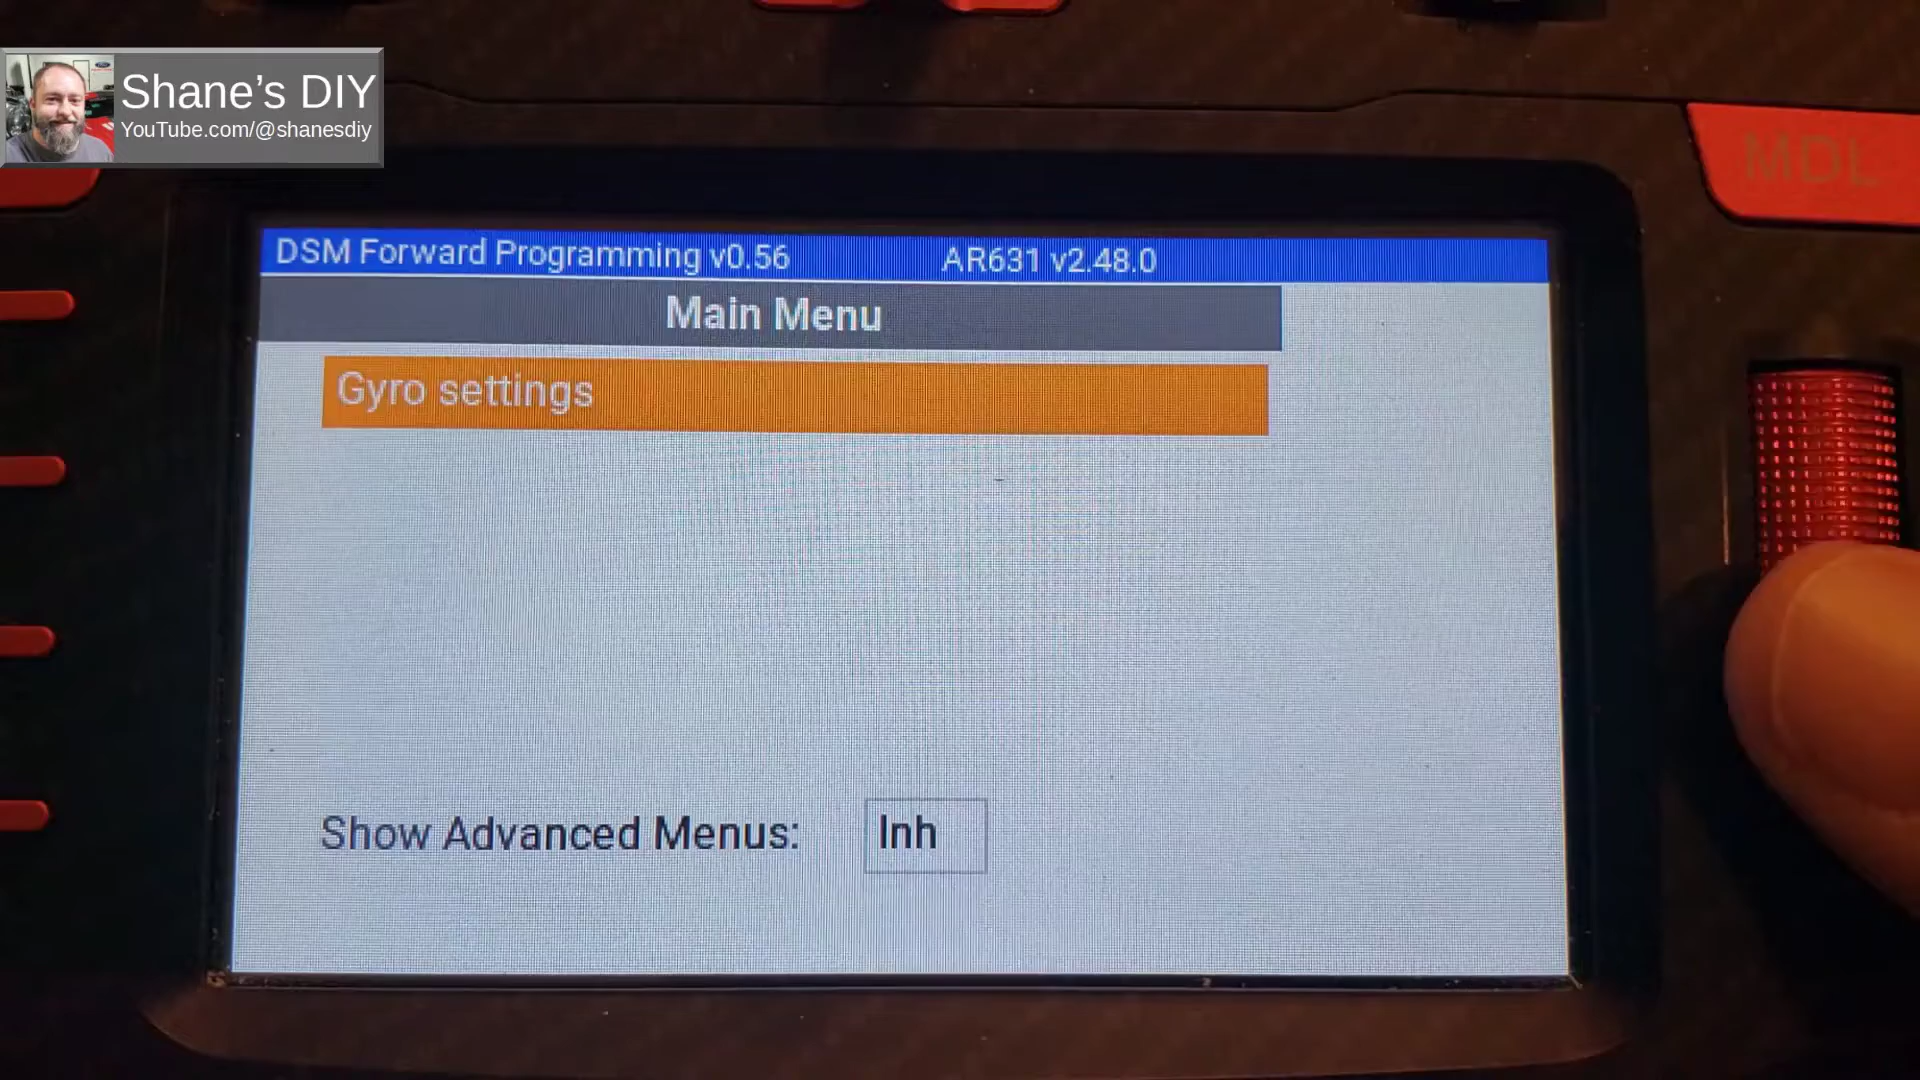 Shane's DIY
YouTube.com/@shanesdiy
MDL
DSM Forward Programming v0.56 AR631 v2.48.0
Main Menu
Gyro settings
Show Advanced Menus: Inh